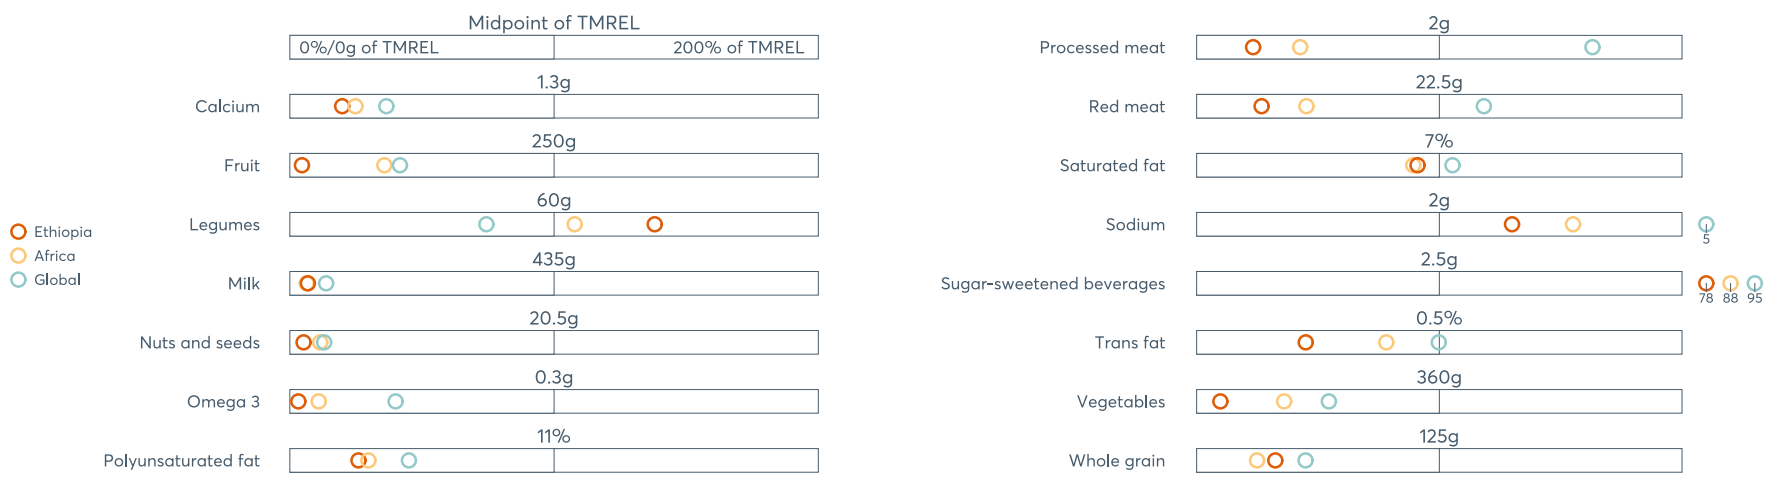 Midpoint of TMREL
0%/0g of TMREL 200% of TMREL
1.3g
Calcium
250g
Fruit
60g
Legumes
435g
Milk
20.5g
Nuts and seeds
0.3g
Omega 3
11%
Polyunsaturated fat
Ethiopia
Africa
Global
2g
Processed meat
22.5g
Red meat
7%
Saturated fat
2g
Sodium
5
2.5g
Sugar-sweetened beverages
78 88 95
0.5%
Trans fat
360g
Vegetables
125g
Whole grain